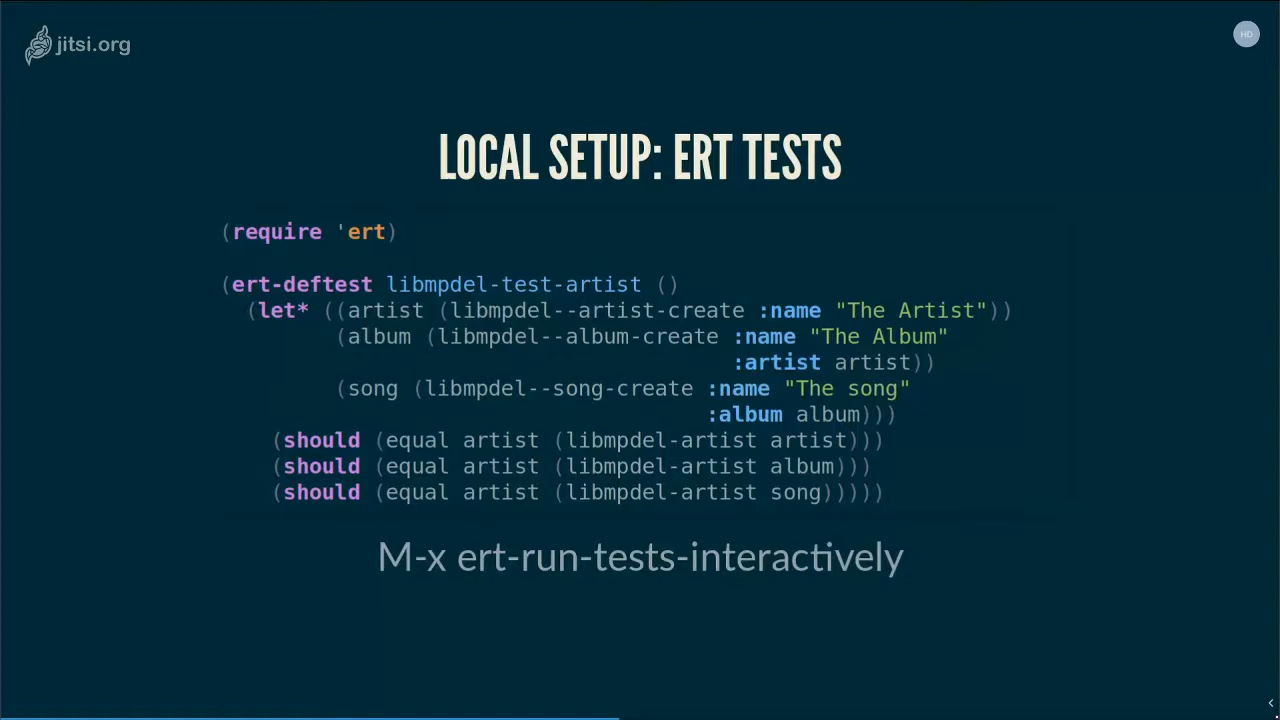 jitsi.org
HD
LOCAL SETUP: ERT TESTS
(require 'ert)
(ert-deftest libmpdel-test-artist ()
  (let* ((artist (libmpdel--artist-create :name "The Artist"))
         (album (libmpdel--album-create :name "The Album"
                                        :artist artist))
         (song (libmpdel--song-create :name "The song"
                                      :album album)))
    (should (equal artist (libmpdel-artist artist)))
    (should (equal artist (libmpdel-artist album)))
    (should (equal artist (libmpdel-artist song)))))
M-x ert-run-tests-interactively